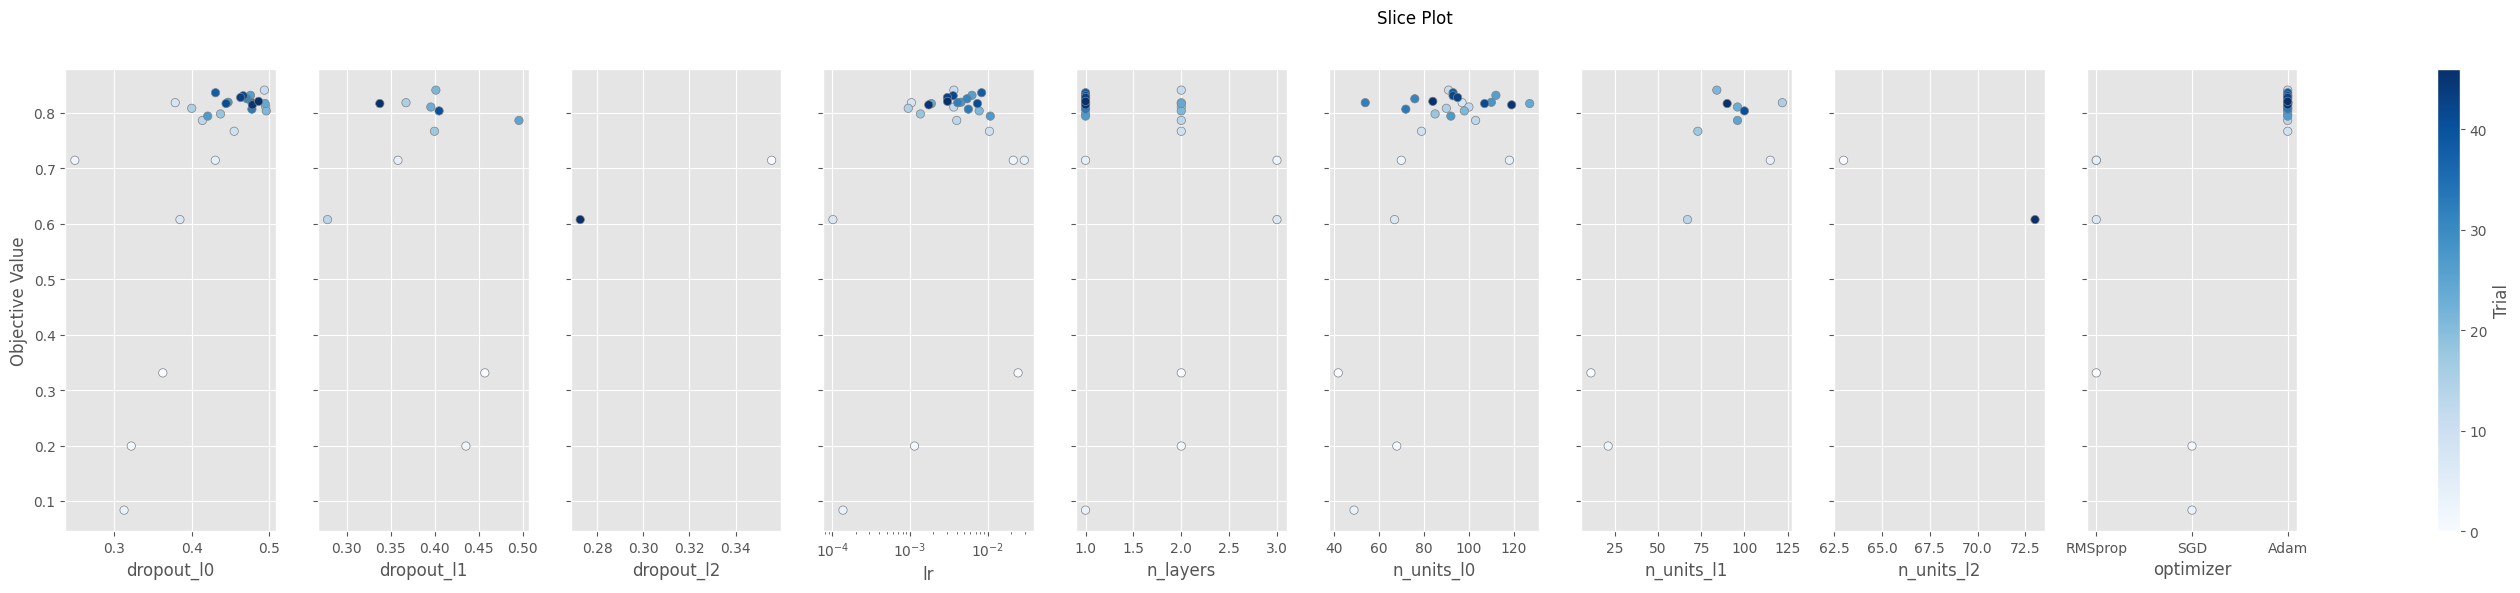 Slice Plot
Objective Value
0.8
0.7
0.6
0.5
0.4
0.3
0.2
0.1
0.3 0.4 0.5
dropout_l0
0.30 0.35 0.40 0.45 0.50
dropout_l1
0.28 0.30 0.32 0.34
dropout_l2
10⁻⁴ 10⁻³ 10⁻²
lr
1.0 1.5 2.0 2.5 3.0
n_layers
40 60 80 100 120
n_units_l0
25 50 75 100 125
n_units_l1
62.5 65.0 67.5 70.0 72.5
n_units_l2
RMSprop SGD Adam
optimizer
40
30
20
10
0
Trial